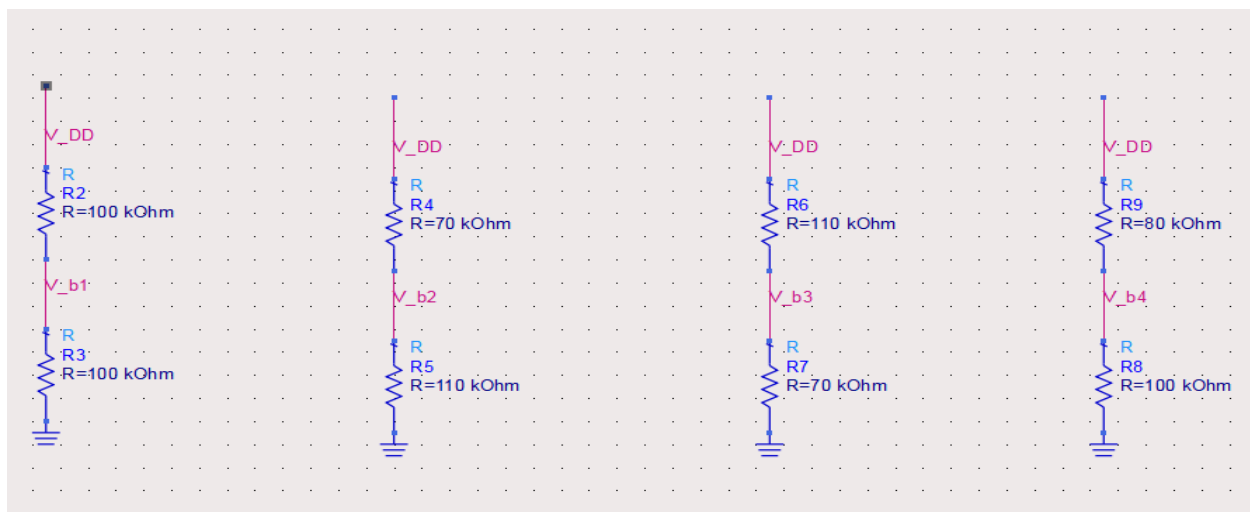 V_DD
R
R2
R=100 kOhm
V_b1
R
R3
R=100 kOhm
V_DD
R
R4
R=70 kOhm
V_b2
R
R5
R=110 kOhm
V_DD
R
R6
R=110 kOhm
V_b3
R
R7
R=70 kOhm
V_DD
R
R9
R=80 kOhm
V_b4
R
R8
R=100 kOhm